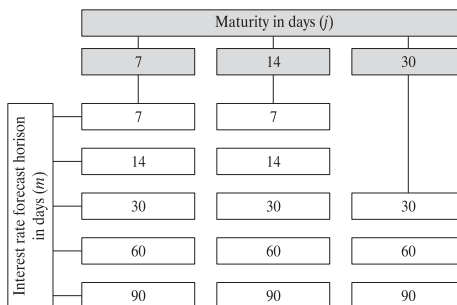 Maturity in days (j)
7 14 30
Interest rate forecast horison
in days (m)
7 7
14 14
30 30 30
60 60 60
90 90 90